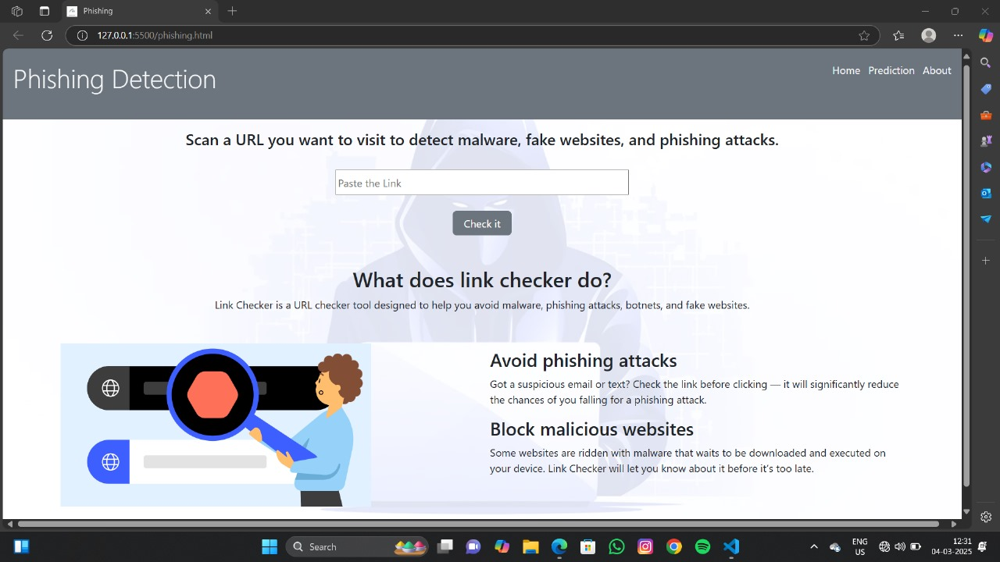 Phishing
127.0.0.1:5500/phishing.html
Phishing Detection
Home Prediction About
Scan a URL you want to visit to detect malware, fake websites, and phishing attacks.
Paste the Link
Check it
What does link checker do?
Link Checker is a URL checker tool designed to help you avoid malware, phishing attacks, botnets, and fake websites.
Avoid phishing attacks
Got a suspicious email or text? Check the link before clicking — it will significantly reduce
the chances of you falling for a phishing attack.
Block malicious websites
Some websites are ridden with malware that waits to be downloaded and executed on
your device. Link Checker will let you know about it before it's too late.
Search
ENG
US
12:31
04-03-2025